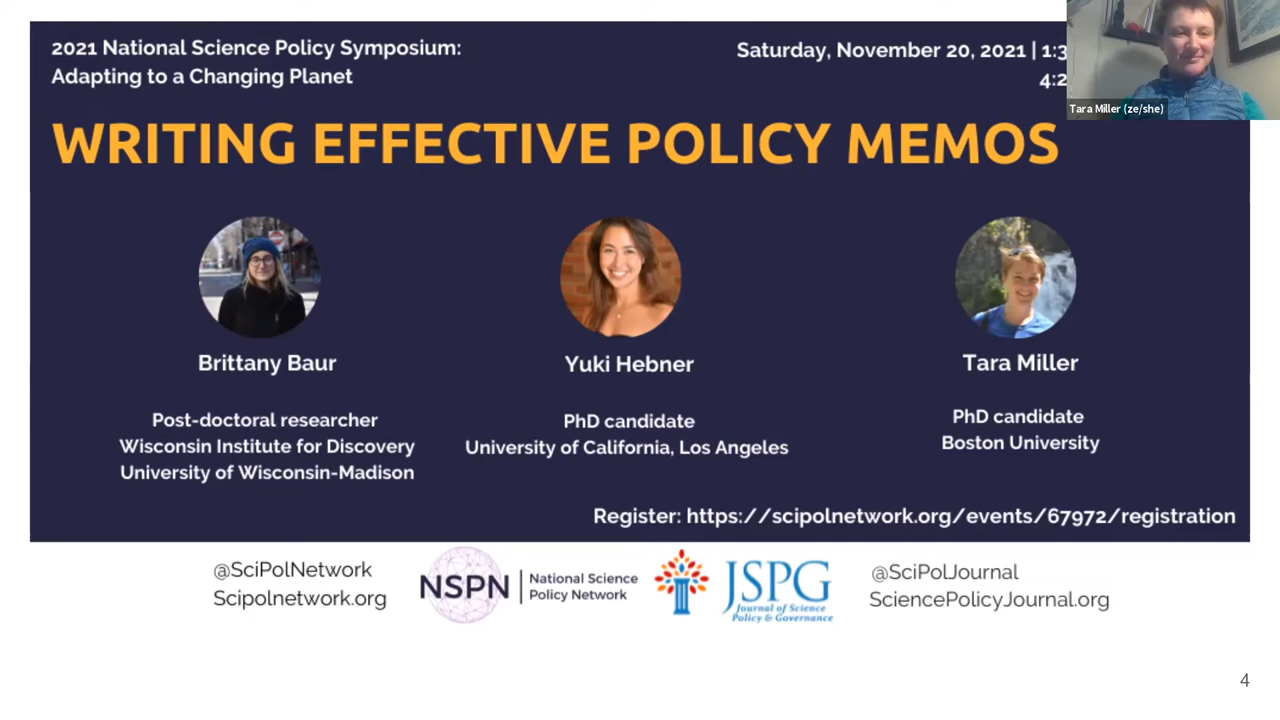 2021 National Science Policy Symposium:
Adapting to a Changing Planet
Saturday, November 20, 2021 | 1:3
4:2
Tara Miller (ze/she)
WRITING EFFECTIVE POLICY MEMOS
Brittany Baur
Post-doctoral researcher
Wisconsin Institute for Discovery
University of Wisconsin-Madison
Yuki Hebner
PhD candidate
University of California, Los Angeles
Tara Miller
PhD candidate
Boston University
Register: https://scipolnetwork.org/events/67972/registration
@SciPolNetwork
Scipolnetwork.org
NSPN | National Science
Policy Network
JSPG
Journal of Science
Policy & Governance
@SciPolJournal
SciencePolicyJournal.org
4